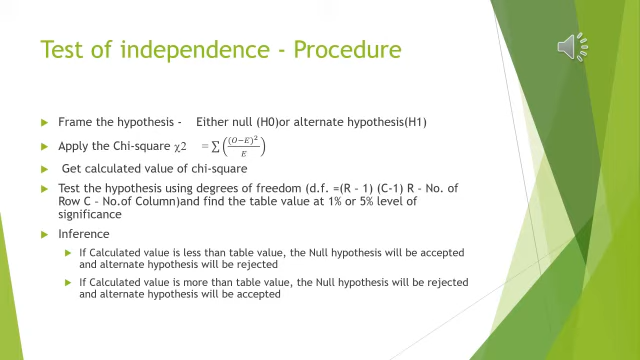 Test of independence - Procedure
Frame the hypothesis - Either null (H0)or alternate hypothesis(H1)
Apply the Chi-square χ2 = ∑ ((O−E)²/E)
Get calculated value of chi-square
Test the hypothesis using degrees of freedom (d.f. =(R – 1) (C-1) R – No. of
Row C – No.of Column)and find the table value at 1% or 5% level of
significance
Inference
If Calculated value is less than table value, the Null hypothesis will be accepted
and alternate hypothesis will be rejected
If Calculated value is more than table value, the Null hypothesis will be rejected
and alternate hypothesis will be accepted